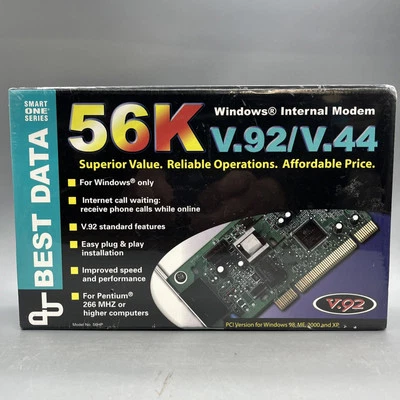 SMART
ONE®
SERIES
BEST DATA
56K
Windows® Internal Modem
V.92/V.44
Superior Value. Reliable Operations. Affordable Price.
For Windows® only
Internet call waiting:
receive phone calls while online
V.92 standard features
Easy plug & play
installation
Improved speed
and performance
For Pentium®
266 MHZ or
higher computers
V.92
PCI Version for Windows 98, ME, 2000 and XP.